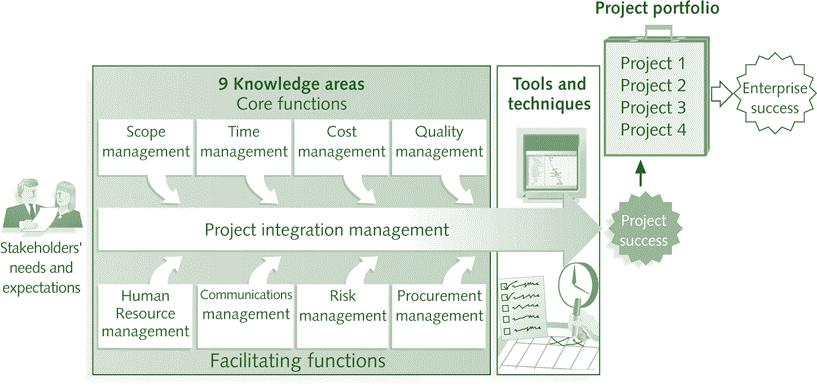 Project portfolio
Project 1
Project 2
Project 3
Project 4
Enterprise
success
9 Knowledge areas
Core functions
Tools and
techniques
Scope
management
Time
management
Cost
management
Quality
management
Stakeholders'
needs and
expectations
Project integration management
Project
success
Human
Resource
management
Communications
management
Risk
management
Procurement
management
Facilitating functions